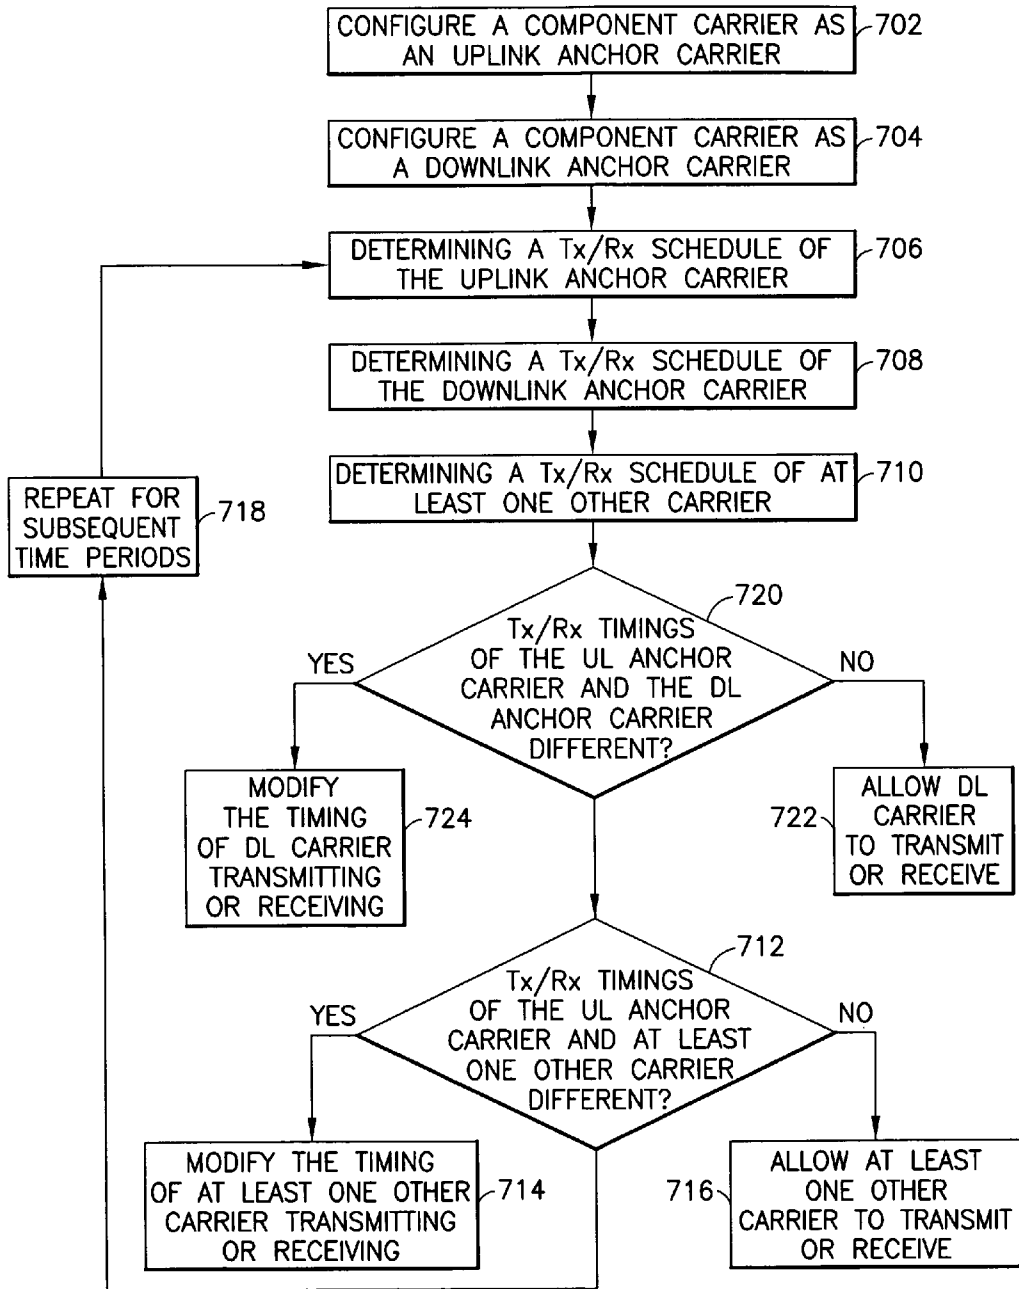 CONFIGURE A COMPONENT CARRIER AS
AN UPLINK ANCHOR CARRIER
702
CONFIGURE A COMPONENT CARRIER AS
A DOWNLINK ANCHOR CARRIER
704
DETERMINING A Tx/Rx SCHEDULE OF
THE UPLINK ANCHOR CARRIER
706
DETERMINING A Tx/Rx SCHEDULE OF
THE DOWNLINK ANCHOR CARRIER
708
DETERMINING A Tx/Rx SCHEDULE OF AT
LEAST ONE OTHER CARRIER
710
REPEAT FOR
SUBSEQUENT
TIME PERIODS
718
720
Tx/Rx TIMINGS
OF THE UL ANCHOR
CARRIER AND THE DL
ANCHOR CARRIER
DIFFERENT?
YES
NO
MODIFY
THE TIMING
OF DL CARRIER
TRANSMITTING
OR RECEIVING
724
722
ALLOW DL
CARRIER
TO TRANSMIT
OR RECEIVE
712
Tx/Rx TIMINGS
OF THE UL ANCHOR
CARRIER AND AT LEAST
ONE OTHER CARRIER
DIFFERENT?
YES
NO
MODIFY THE TIMING
OF AT LEAST ONE OTHER
CARRIER TRANSMITTING
OR RECEIVING
714
716
ALLOW AT LEAST
ONE OTHER
CARRIER TO TRANSMIT
OR RECEIVE